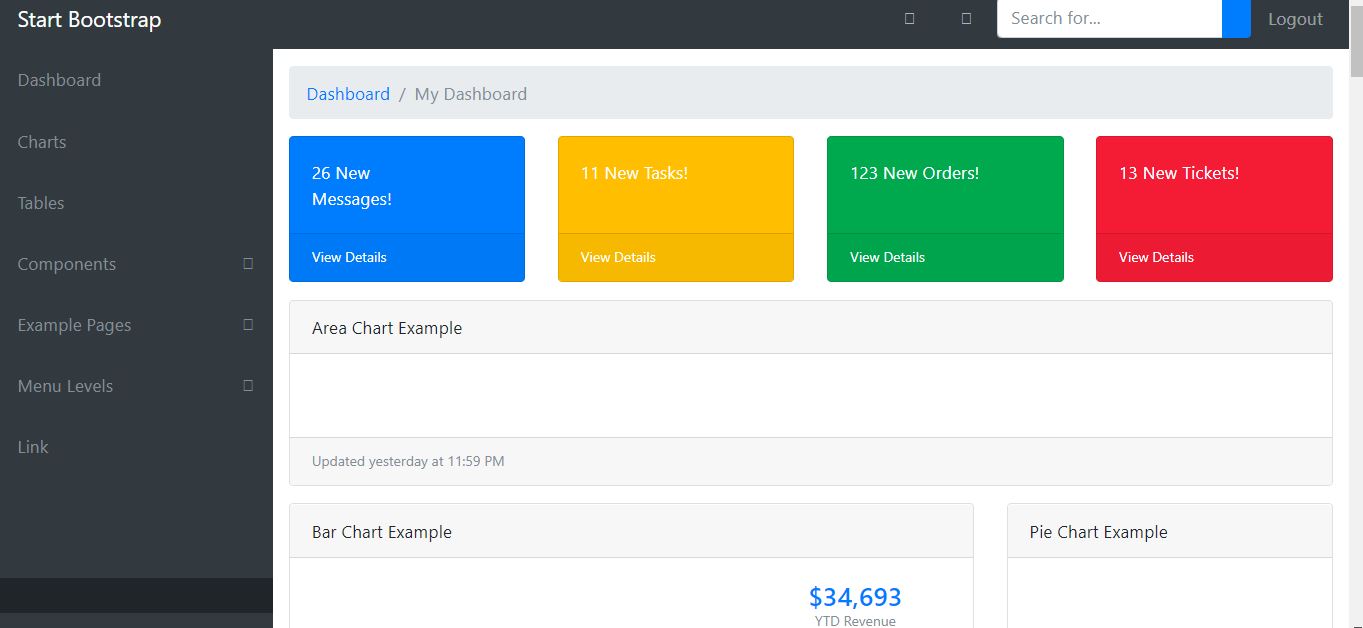 Start Bootstrap
Search for...
Logout
Dashboard
Charts
Tables
Components
Example Pages
Menu Levels
Link
Dashboard / My Dashboard
26 New
Messages!
View Details
11 New Tasks!
View Details
123 New Orders!
View Details
13 New Tickets!
View Details
Area Chart Example
Updated yesterday at 11:59 PM
Bar Chart Example
$34,693
YTD Revenue
Pie Chart Example